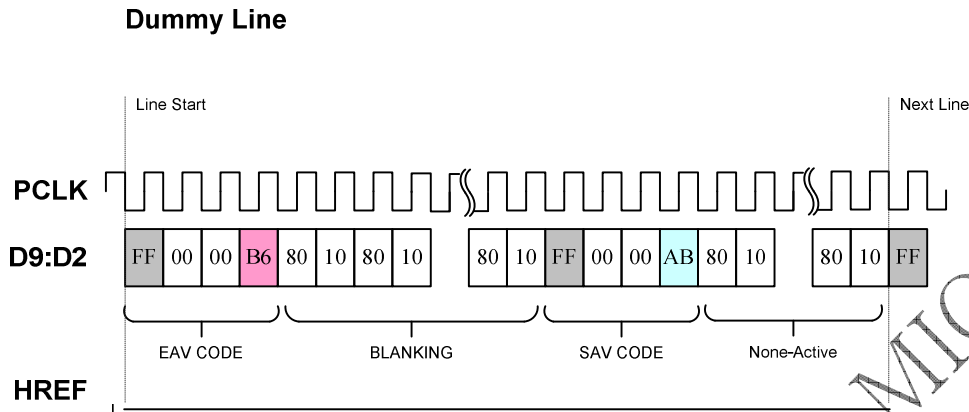 Dummy Line
Line Start
Next Line
PCLK
D9:D2
FF 00 00 B6 80 10 80 10 80 10 FF 00 00 AB 80 10 80 10 FF
EAV CODE
BLANKING
SAV CODE
None-Active
HREF
MIC